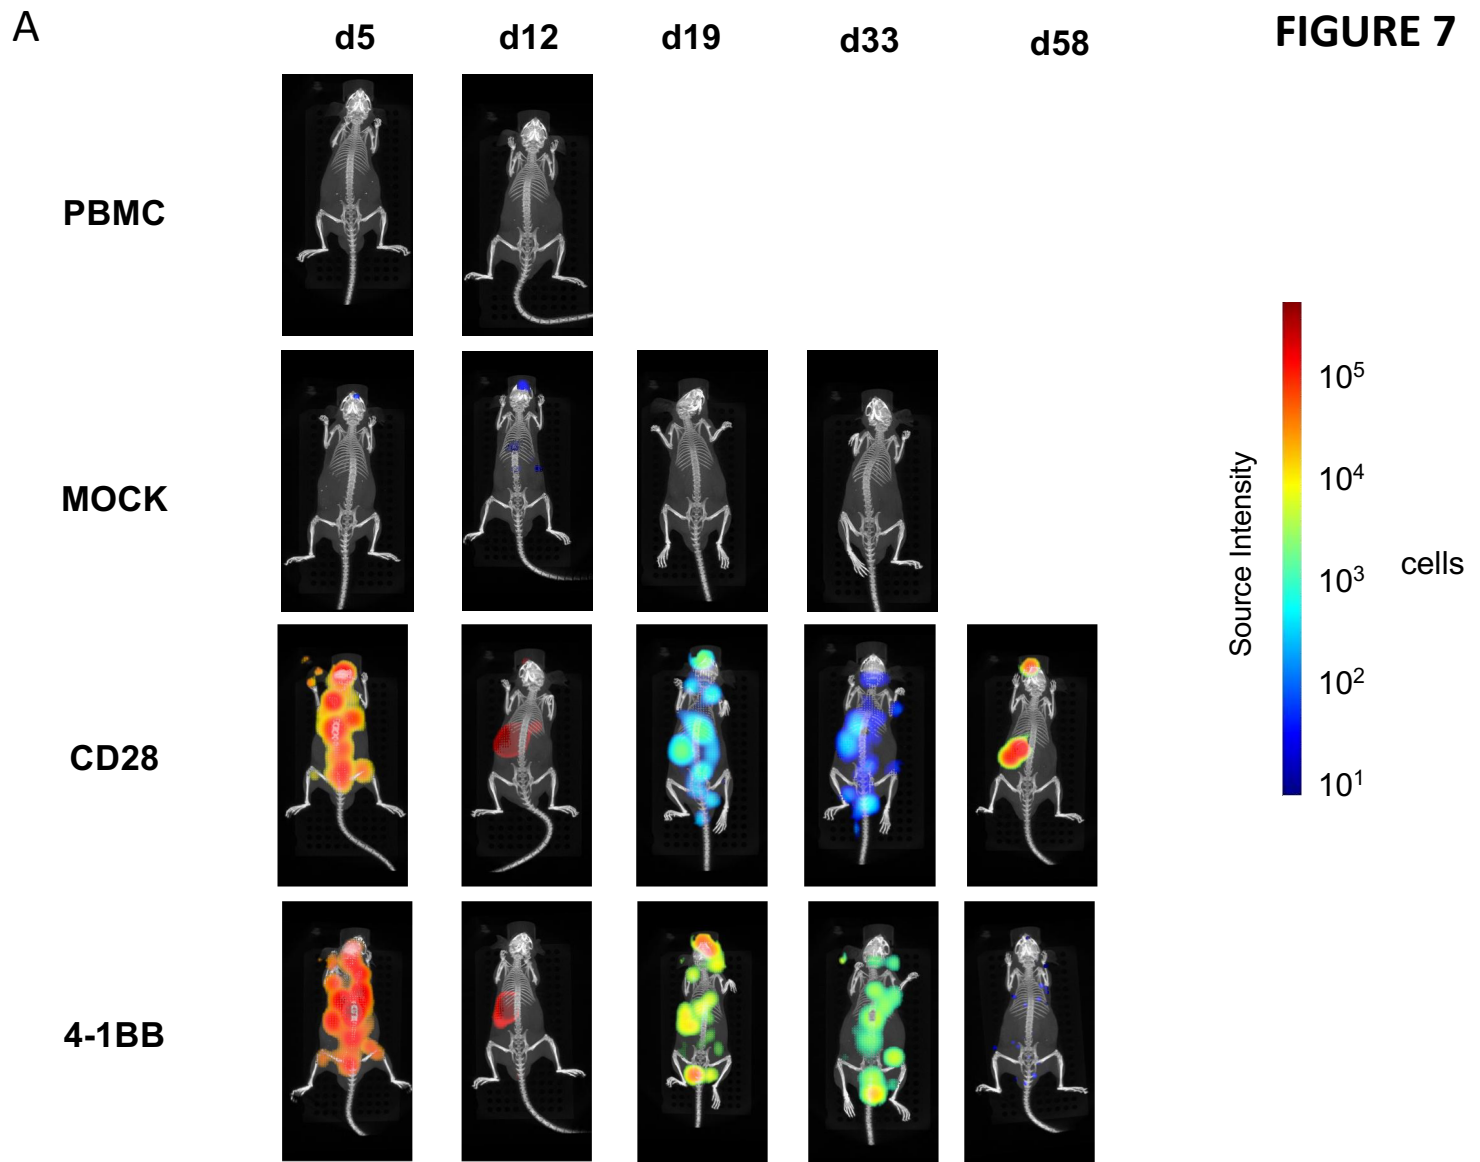 A
FIGURE 7
d5 d12 d19 d33 d58
PBMC
MOCK
CD28
4-1BB
Source Intensity
10⁵
10⁴
10³
10²
10¹
cells